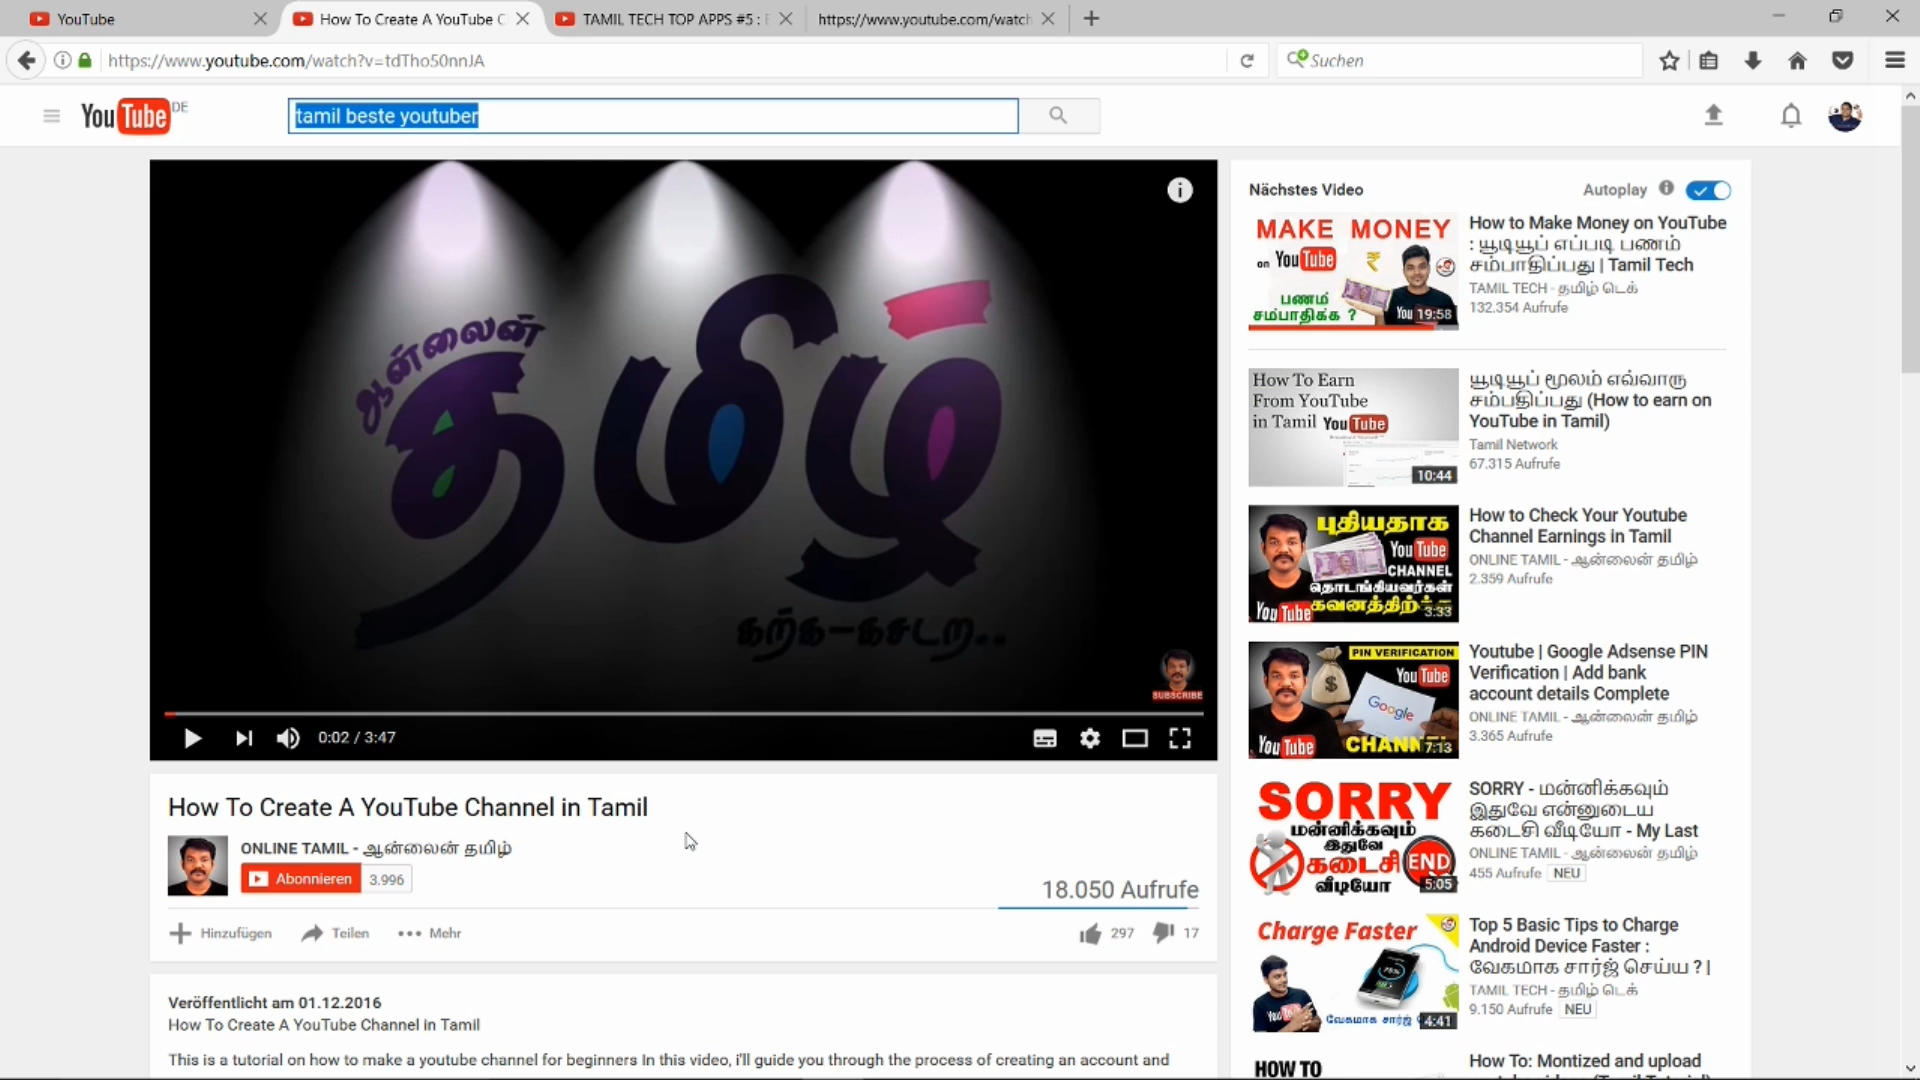 YouTube
How To Create A YouTube C
TAMIL TECH TOP APPS #5 :
https://www.youtube.com/watch
https://www.youtube.com/watch?v=tdTho50nnJA
Suchen
YouTube DE
tamil beste youtuber
ஆன்லைன்
தமிழ்
கற்க-கசடற..
SUBSCRIBE
0:02 / 3:47
How To Create A YouTube Channel in Tamil
ONLINE TAMIL - ஆன்லைன் தமிழ்
Abonnieren 3.996
18.050 Aufrufe
Hinzufügen Teilen Mehr
297 17
Veröffentlicht am 01.12.2016
How To Create A YouTube Channel in Tamil
This is a tutorial on how to make a youtube channel for beginners In this video, i'll guide you through the process of creating an account and
Nächstes Video Autoplay
MAKE MONEY
on YouTube
₹
பணம்
சம்பாதிக்க ?
You 19:58
How to Make Money on YouTube
: யூடியூப் எப்படி பணம்
சம்பாதிப்பது | Tamil Tech
TAMIL TECH - தமிழ் டெக்
132.354 Aufrufe
How To Earn
From YouTube
in Tamil YouTube
10:44
யூடியூப் மூலம் எவ்வாறு
சம்பதிப்பது (How to earn on
YouTube in Tamil)
Tamil Network
67.315 Aufrufe
புதியதாக
YouTube
CHANNEL
தொடங்கியவர்கள்
YouTube கவனத்திற்க்கு
3:33
How to Check Your Youtube
Channel Earnings in Tamil
ONLINE TAMIL - ஆன்லைன் தமிழ்
2.359 Aufrufe
PIN VERIFICATION
YouTube
$
Google
YouTube CHANN
7:13
Youtube | Google Adsense PIN
Verification | Add bank
account details Complete
ONLINE TAMIL - ஆன்லைன் தமிழ்
3.365 Aufrufe
SORRY
மன்னிக்கவும்
இதுவே
கடைசி END
வீடியோ
5:05
SORRY - மன்னிக்கவும்
இதுவே என்னுடைய
கடைசி வீடியோ - My Last
ONLINE TAMIL - ஆன்லைன் தமிழ்
455 Aufrufe NEU
Charge Faster
75%
வேகமாக சார்ஜ்
4:41
Top 5 Basic Tips to Charge
Android Device Faster :
வேகமாக சார்ஜ் செய்ய ? |
TAMIL TECH - தமிழ் டெக்
9.150 Aufrufe NEU
HOW TO
How To: Montized and upload